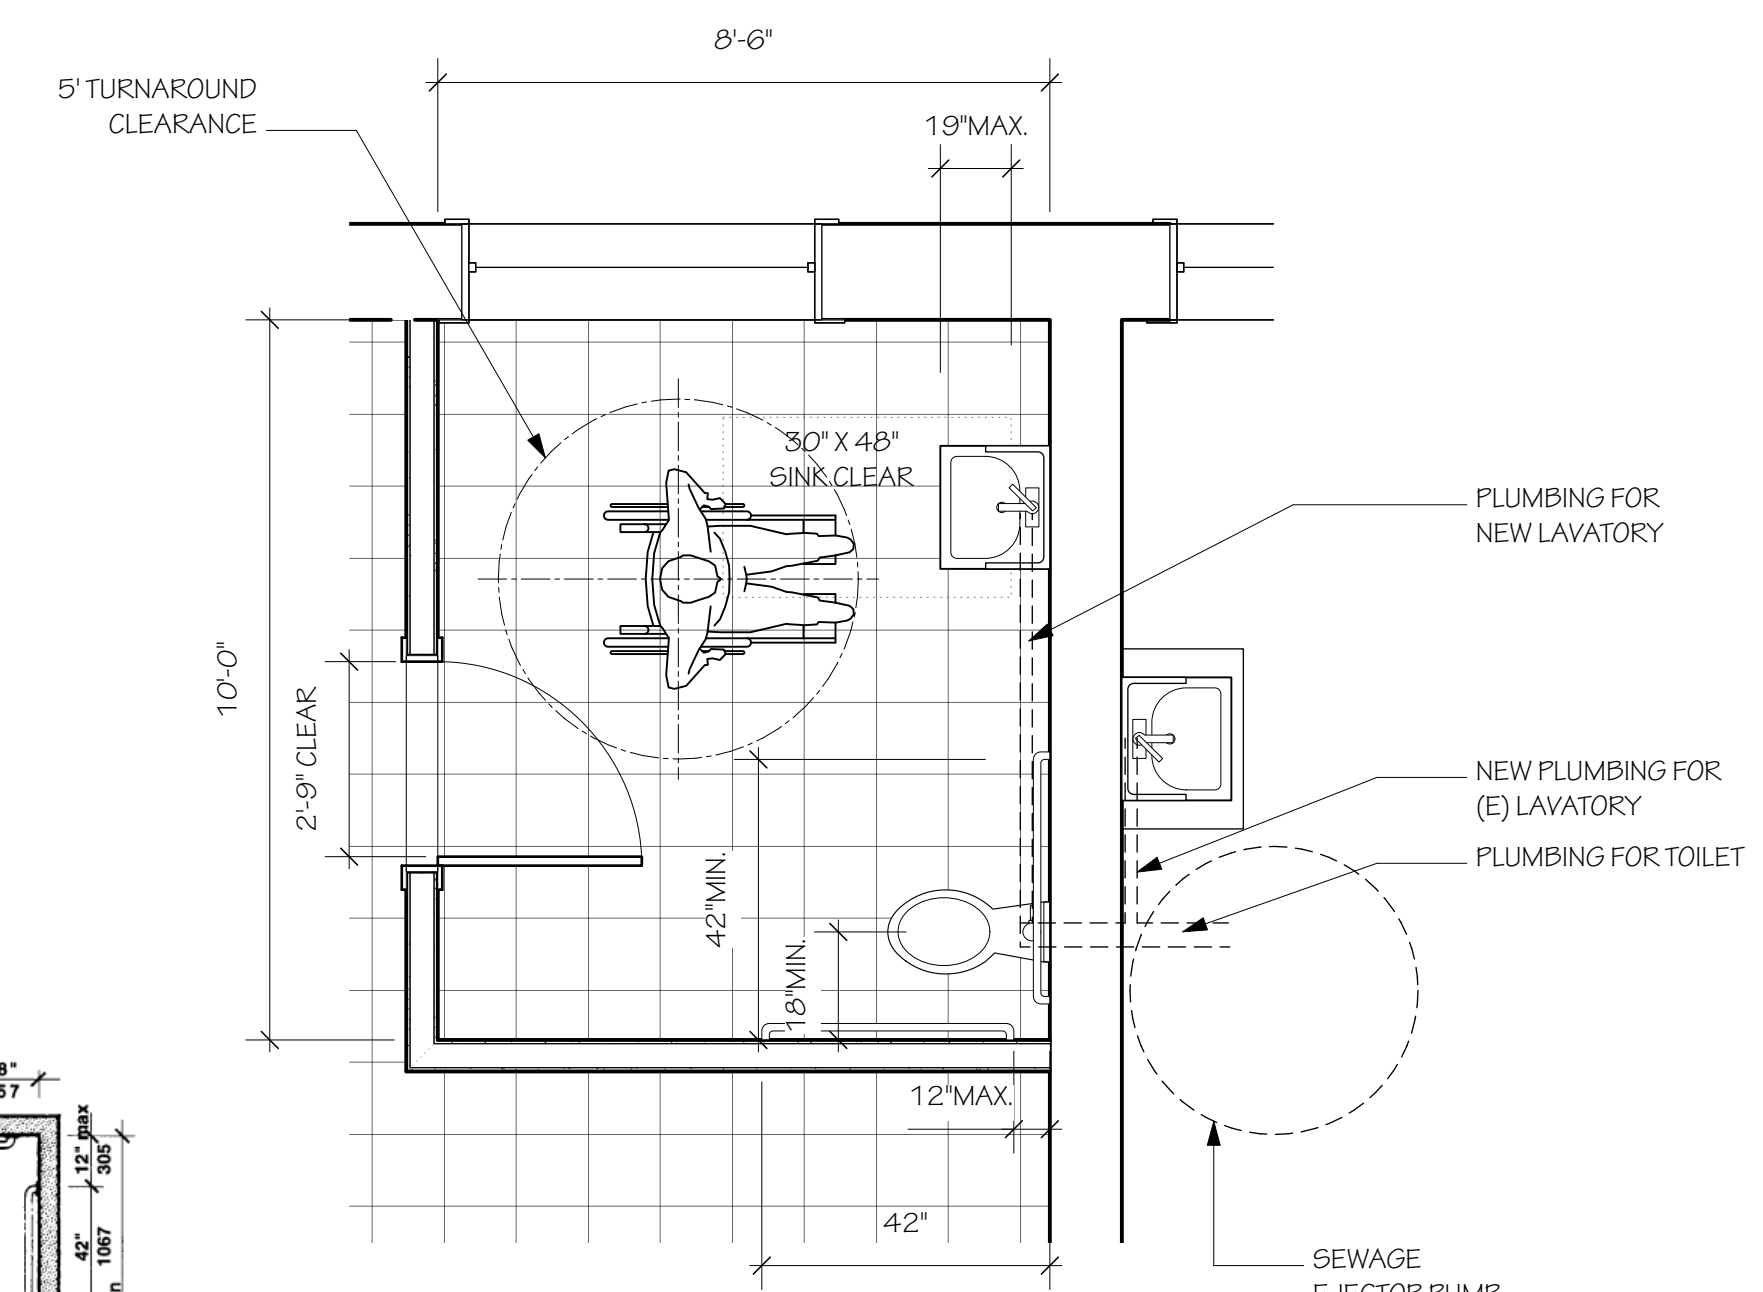 8'-6"
5' TURNAROUND
CLEARANCE
19"MAX.
30" X 48"
SINK CLEAR
PLUMBING FOR
NEW LAVATORY
10'-0"
2'-9" CLEAR
NEW PLUMBING FOR
(E) LAVATORY
PLUMBING FOR TOILET
42"MIN.
18"MIN.
12"MAX.
42"
SEWAGE
EJECTOR PUMP
12" max
305
42"
1067